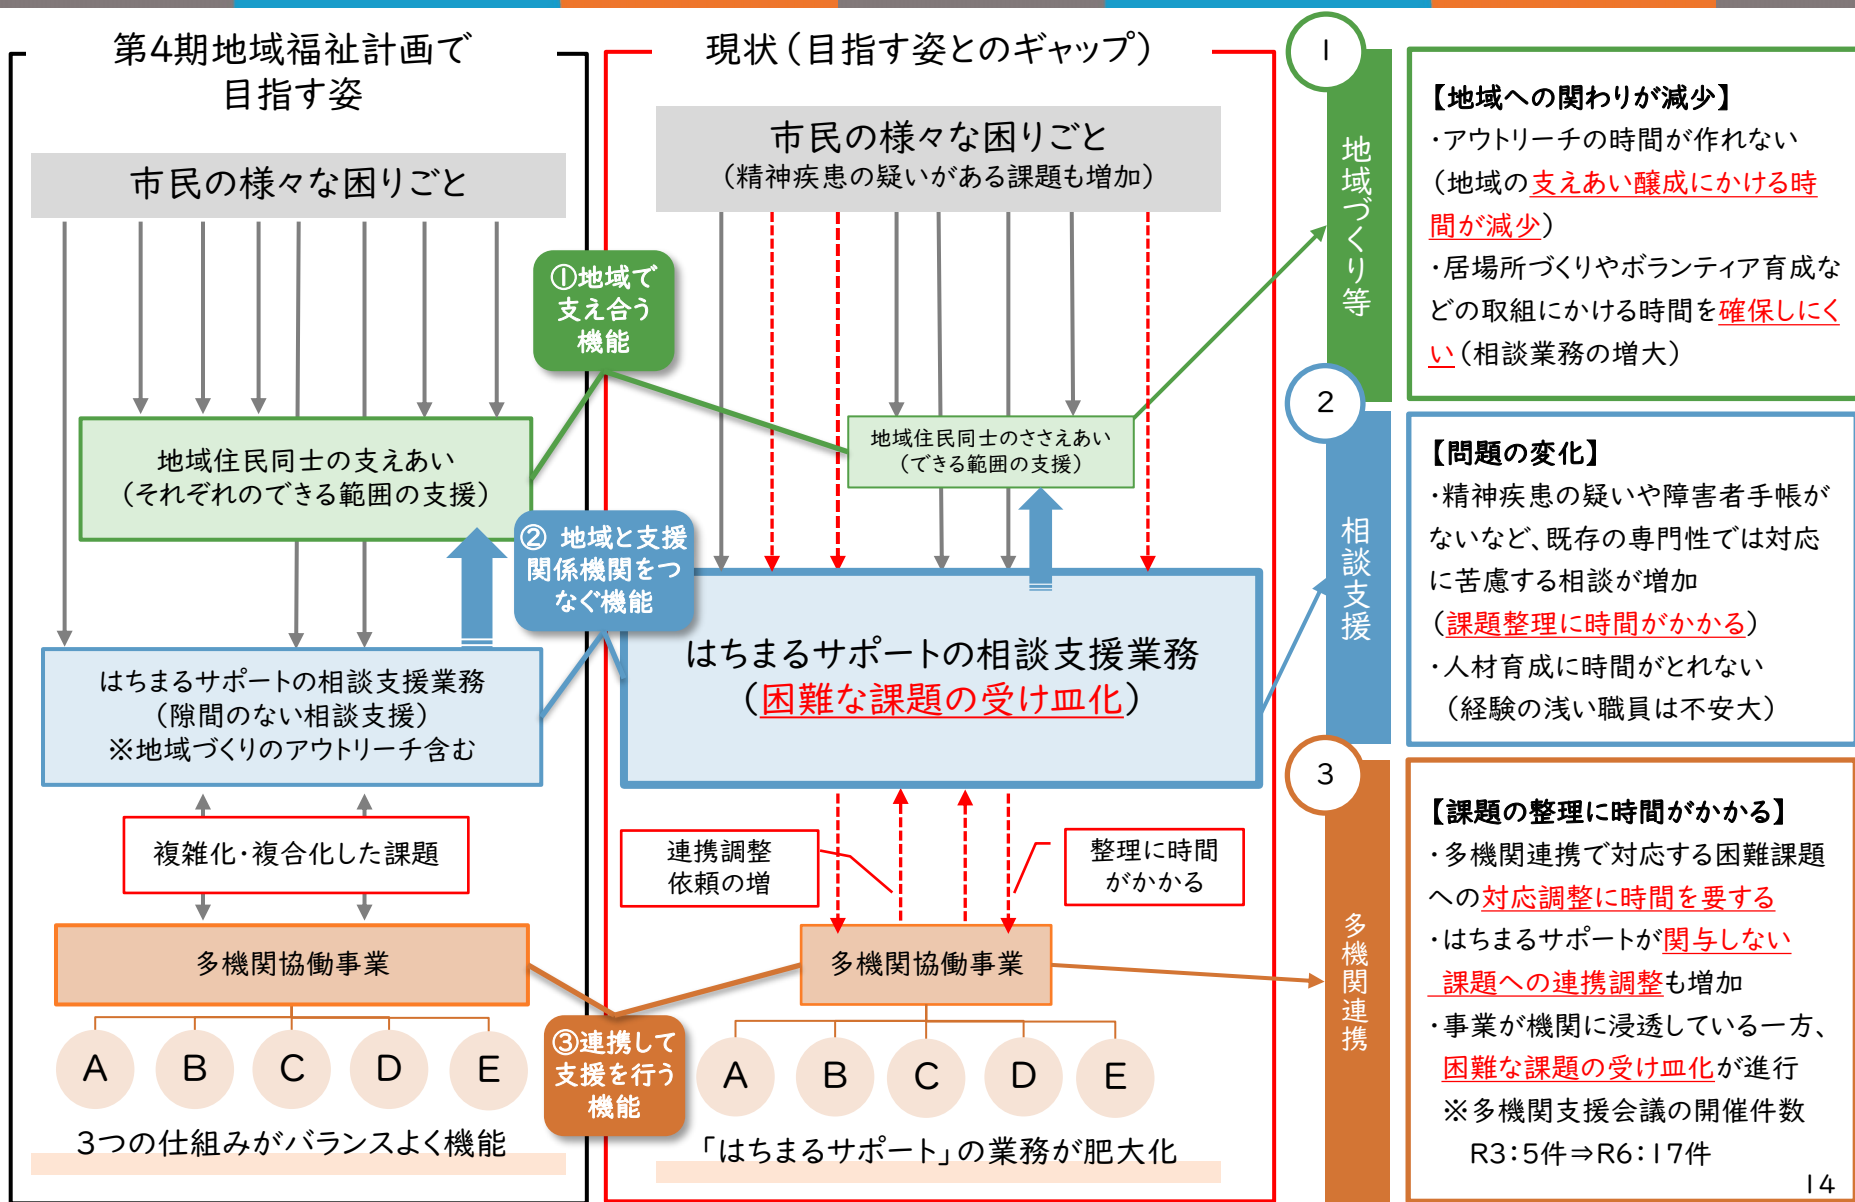 第4期地域福祉計画で
目指す姿
市民の様々な困りごと
地域住民同士の支えあい
（それぞれのできる範囲の支援）
はちまるサポートの相談支援業務
（隙間のない相談支援）
※地域づくりのアウトリーチ含む
複雑化・複合化した課題
多機関協働事業
A B C D E
3つの仕組みがバランスよく機能
①地域で
支え合う
機能
② 地域と支援
関係機関をつ
なぐ機能
③連携して
支援を行う
機能
現状（目指す姿とのギャップ）
市民の様々な困りごと
（精神疾患の疑いがある課題も増加）
地域住民同士のささえあい
（できる範囲の支援）
はちまるサポートの相談支援業務
（困難な課題の受け皿化）
連携調整
依頼の増
整理に時間
がかかる
多機関協働事業
A B C D E
「はちまるサポート」の業務が肥大化
1
地域づくり等
【地域への関わりが減少】
・アウトリーチの時間が作れない
（地域の支えあい醸成にかける時
間が減少）
・居場所づくりやボランティア育成な
どの取組にかける時間を確保しにく
い（相談業務の増大）
2
相談支援
【問題の変化】
・精神疾患の疑いや障害者手帳が
ないなど、既存の専門性では対応
に苦慮する相談が増加
（課題整理に時間がかかる）
・人材育成に時間がとれない
（経験の浅い職員は不安大）
3
多機関連携
【課題の整理に時間がかかる】
・多機関連携で対応する困難課題
への対応調整に時間を要する
・はちまるサポートが関与しない
課題への連携調整も増加
・事業が機関に浸透している一方、
困難な課題の受け皿化が進行
※多機関支援会議の開催件数
R3：5件⇒R6：17件
14